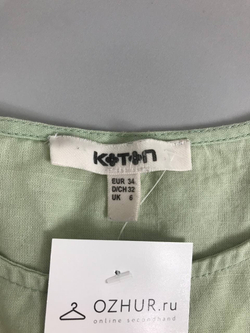 KOTON
EUR 34
D/CH 32
UK 6
OZHUR.ru
online secondhand